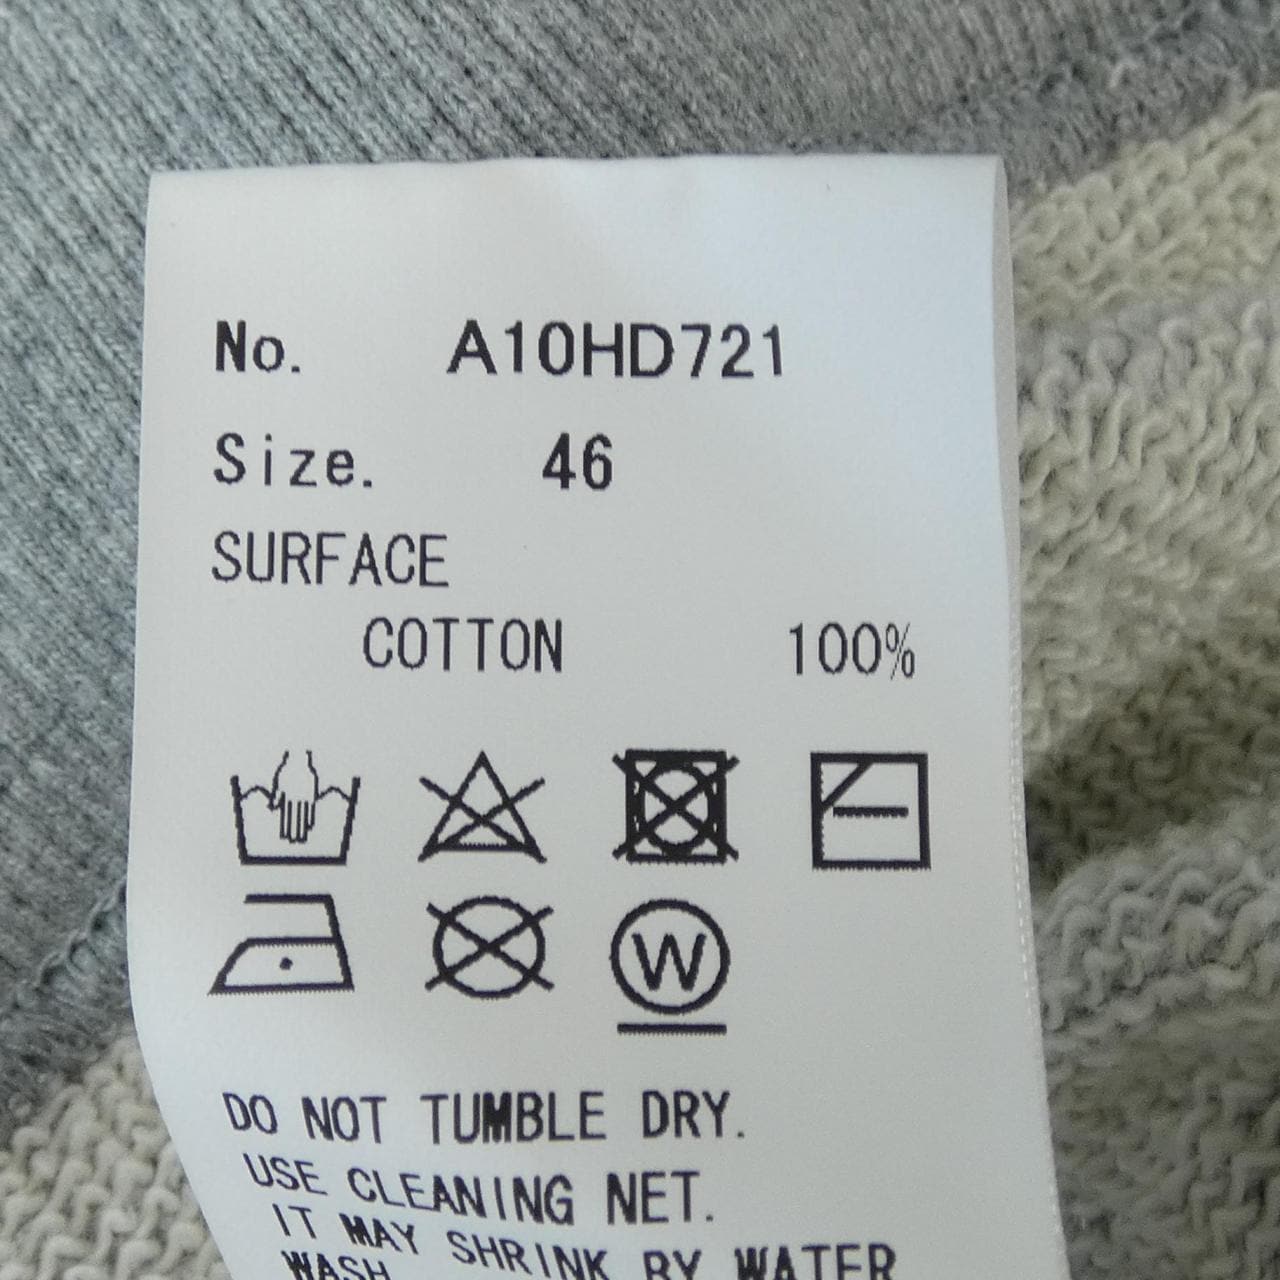 No. A10HD721
Size. 46
SURFACE
COTTON 100%
W
DO NOT TUMBLE DRY.
USE CLEANING NET.
IT MAY SHRINK BY WATER
WASH